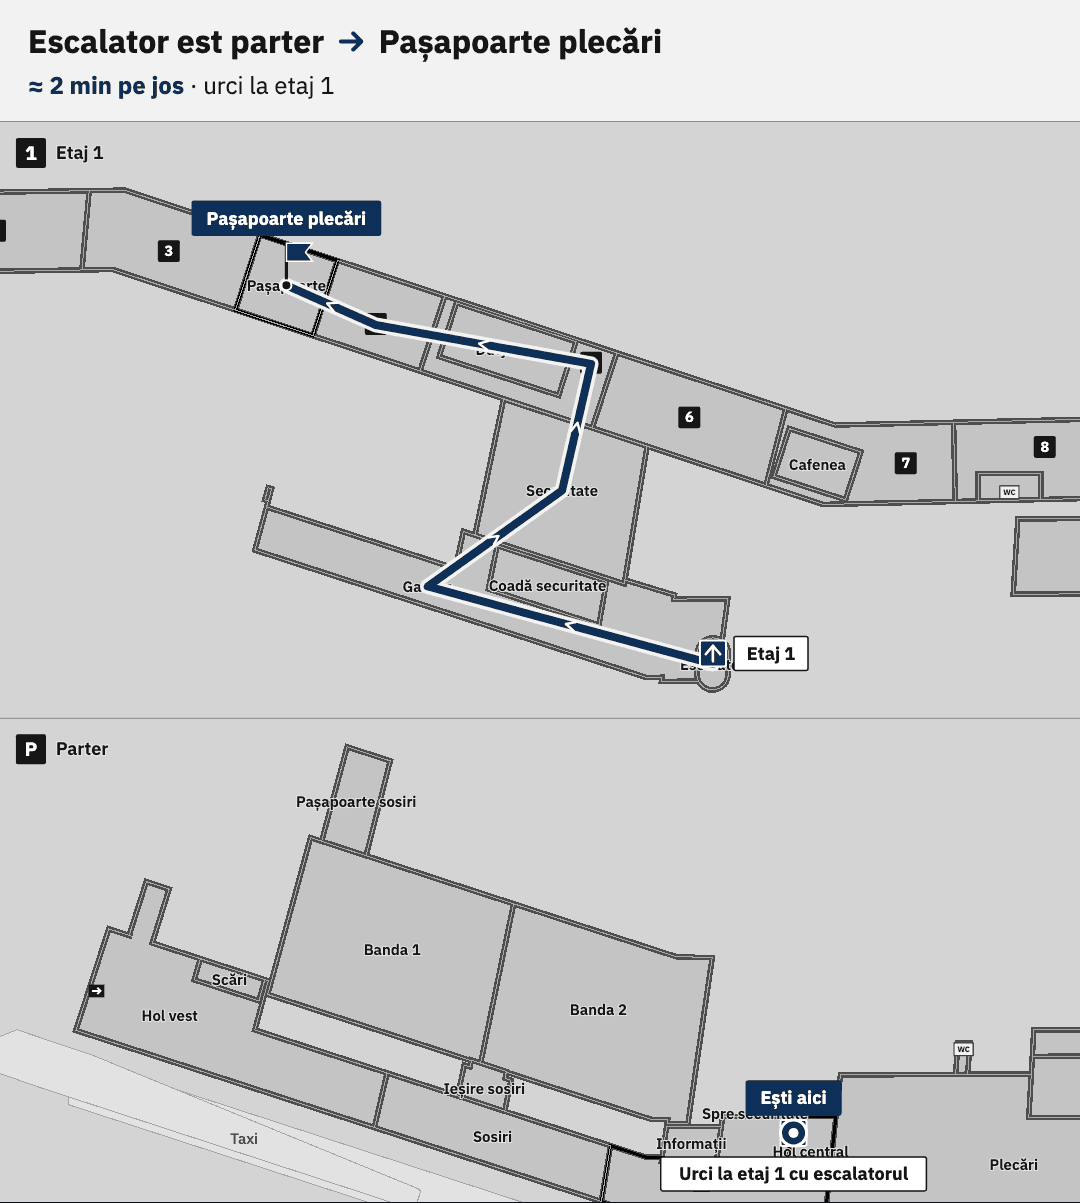 Escalator est parter → Pașapoarte plecări
≈ 2 min pe jos · urci la etaj 1
1 Etaj 1
Pașapoarte plecări
3
6
Cafenea
7
8
WC
Securitate
Coadă securitate
Etaj 1
P Parter
Pașapoarte sosiri
Banda 1
Banda 2
Scări
Hol vest
Ieșire sosiri
Sosiri
Taxi
WC
Ești aici
Spre securitate
Informații
Hol central
Plecări
Urci la etaj 1 cu escalatorul